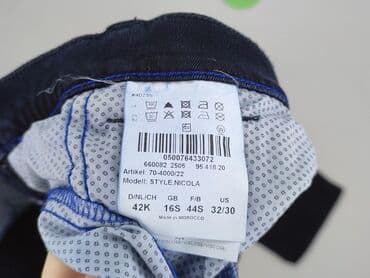 050076433072
660082 2505 95 418 20
Artikel: 70-4000/22
Modell: STYLE.NICOLA
D/NL/CH GB F/B US
42K 16S 44S 32/30
MADE IN MOROCCO